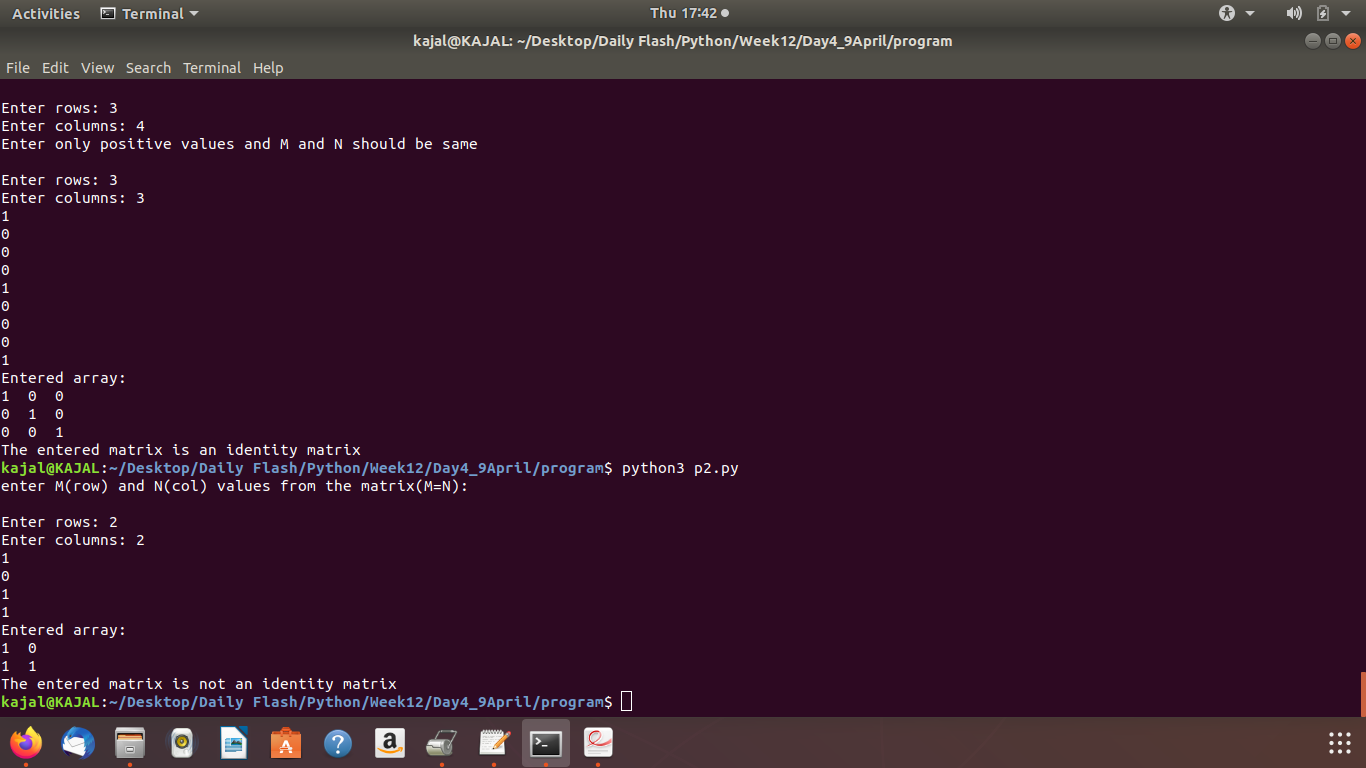 Activities Terminal Thu 17:42
kajal@KAJAL: ~/Desktop/Daily Flash/Python/Week12/Day4_9April/program
File Edit View Search Terminal Help
Enter rows: 3
Enter columns: 4
Enter only positive values and M and N should be same
Enter rows: 3
Enter columns: 3
1
0
0
0
1
0
0
0
1
Entered array:
1 0 0
0 1 0
0 0 1
The entered matrix is an identity matrix
kajal@KAJAL:~/Desktop/Daily Flash/Python/Week12/Day4_9April/program$ python3 p2.py
enter M(row) and N(col) values from the matrix(M=N):
Enter rows: 2
Enter columns: 2
1
0
1
1
Entered array:
1 0
1 1
The entered matrix is not an identity matrix
kajal@KAJAL:~/Desktop/Daily Flash/Python/Week12/Day4_9April/program$